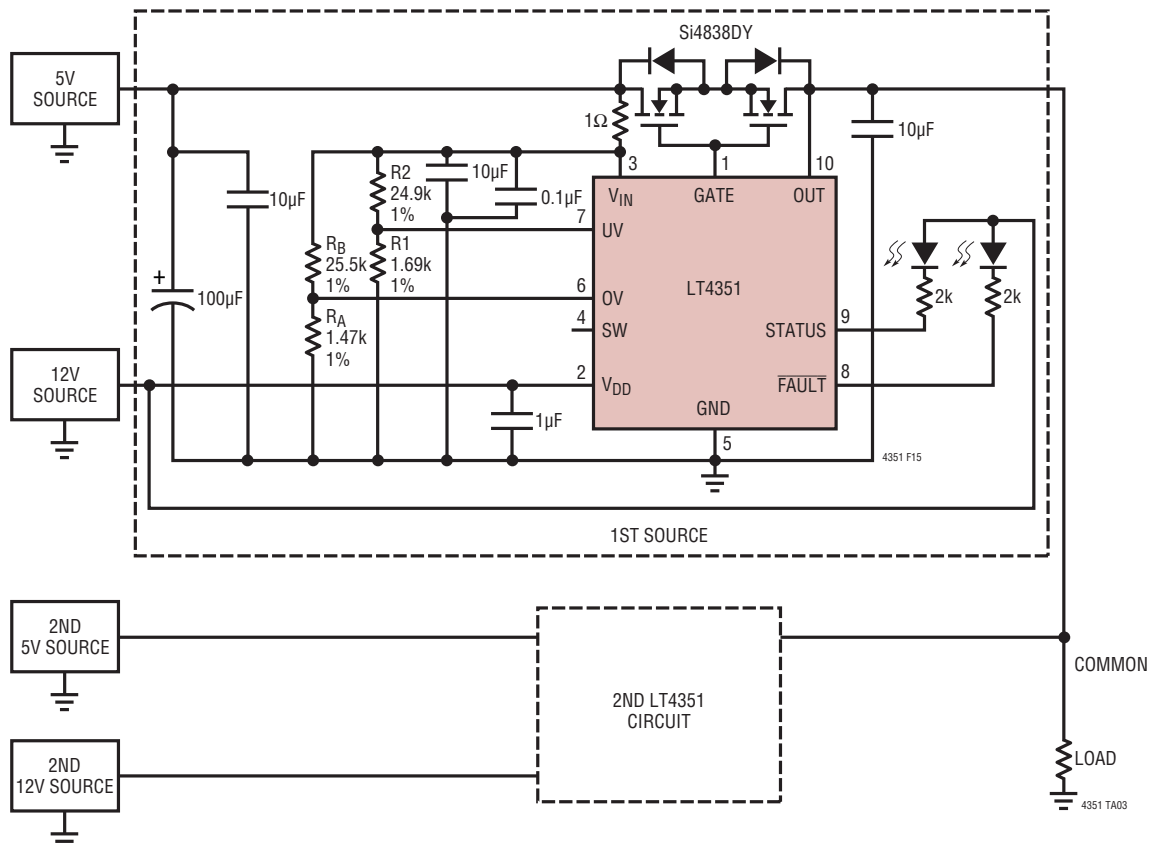 Si4838DY
5V
SOURCE
1Ω
10µF
3
1
10
10µF
10µF
R2
24.9k
1%
0.1µF
VIN
GATE
OUT
7
UV
RB
25.5k
1%
R1
1.69k
1%
LT4351
+
100µF
6
OV
2k
2k
RA
1.47k
1%
4
SW
STATUS
9
12V
SOURCE
2
VDD
FAULT
8
1µF
GND
5
4351 F15
1ST SOURCE
2ND
5V SOURCE
2ND LT4351
CIRCUIT
COMMON
2ND
12V SOURCE
LOAD
4351 TA03